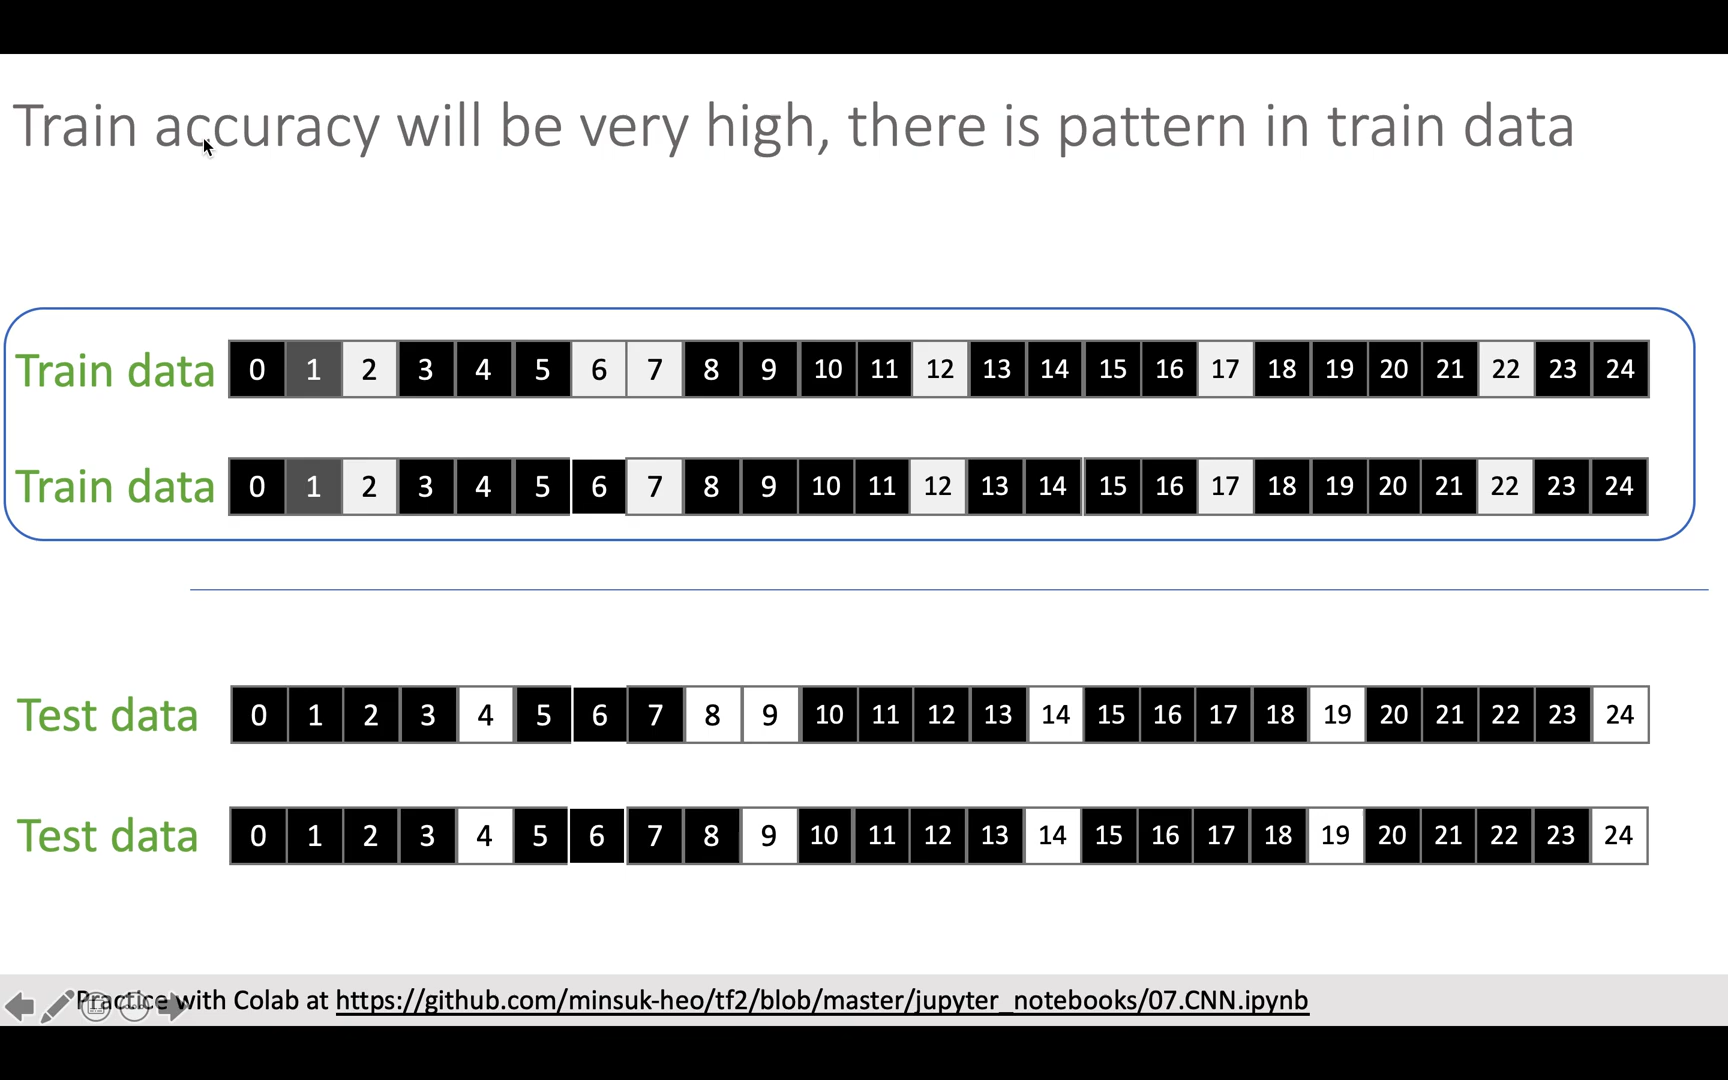 Train accuracy will be very high, there is pattern in train data
Train data 0 1 2 3 4 5 6 7 8 9 10 11 12 13 14 15 16 17 18 19 20 21 22 23 24
Train data 0 1 2 3 4 5 6 7 8 9 10 11 12 13 14 15 16 17 18 19 20 21 22 23 24
Test data 0 1 2 3 4 5 6 7 8 9 10 11 12 13 14 15 16 17 18 19 20 21 22 23 24
Test data 0 1 2 3 4 5 6 7 8 9 10 11 12 13 14 15 16 17 18 19 20 21 22 23 24
Practice with Colab at https://github.com/minsuk-heo/tf2/blob/master/jupyter_notebooks/07.CNN.ipynb